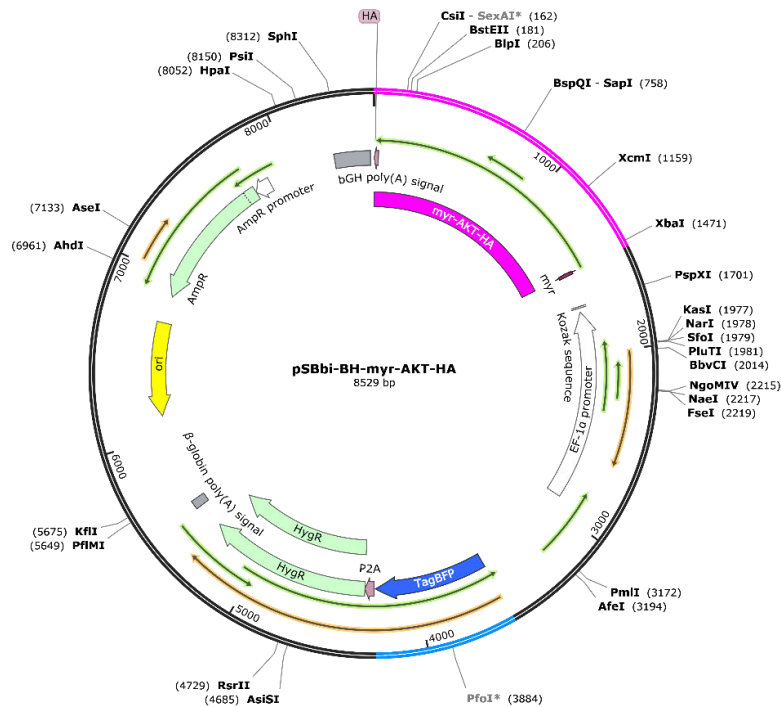 HA
CsiI - SexAI* (162)
BstEII (181)
BlpI (206)
BspQI - SapI (758)
XcmI (1159)
XbaI (1471)
PspXI (1701)
KasI (1977)
NarI (1978)
SfoI (1979)
PluTI (1981)
BbvCI (2014)
NgoMIV (2215)
NaeI (2217)
FseI (2219)
PmlI (3172)
AfeI (3194)
PfoI* (3884)
(4685) AsiSI
(4729) RsrII
(5649) PflMI
(5675) KflI
(6961) AhdI
(7133) AseI
(8052) HpaI
(8150) PsiI
(8312) SphI
1000
2000
3000
4000
5000
6000
7000
8000
bGH poly(A) signal
myr-AKT-HA
myr
Kozak sequence
EF-1α promoter
TagBFP
P2A
HygR
HygR
β-globin poly(A) signal
ori
AmpR
AmpR promoter
pSBbi-BH-myr-AKT-HA
8529 bp